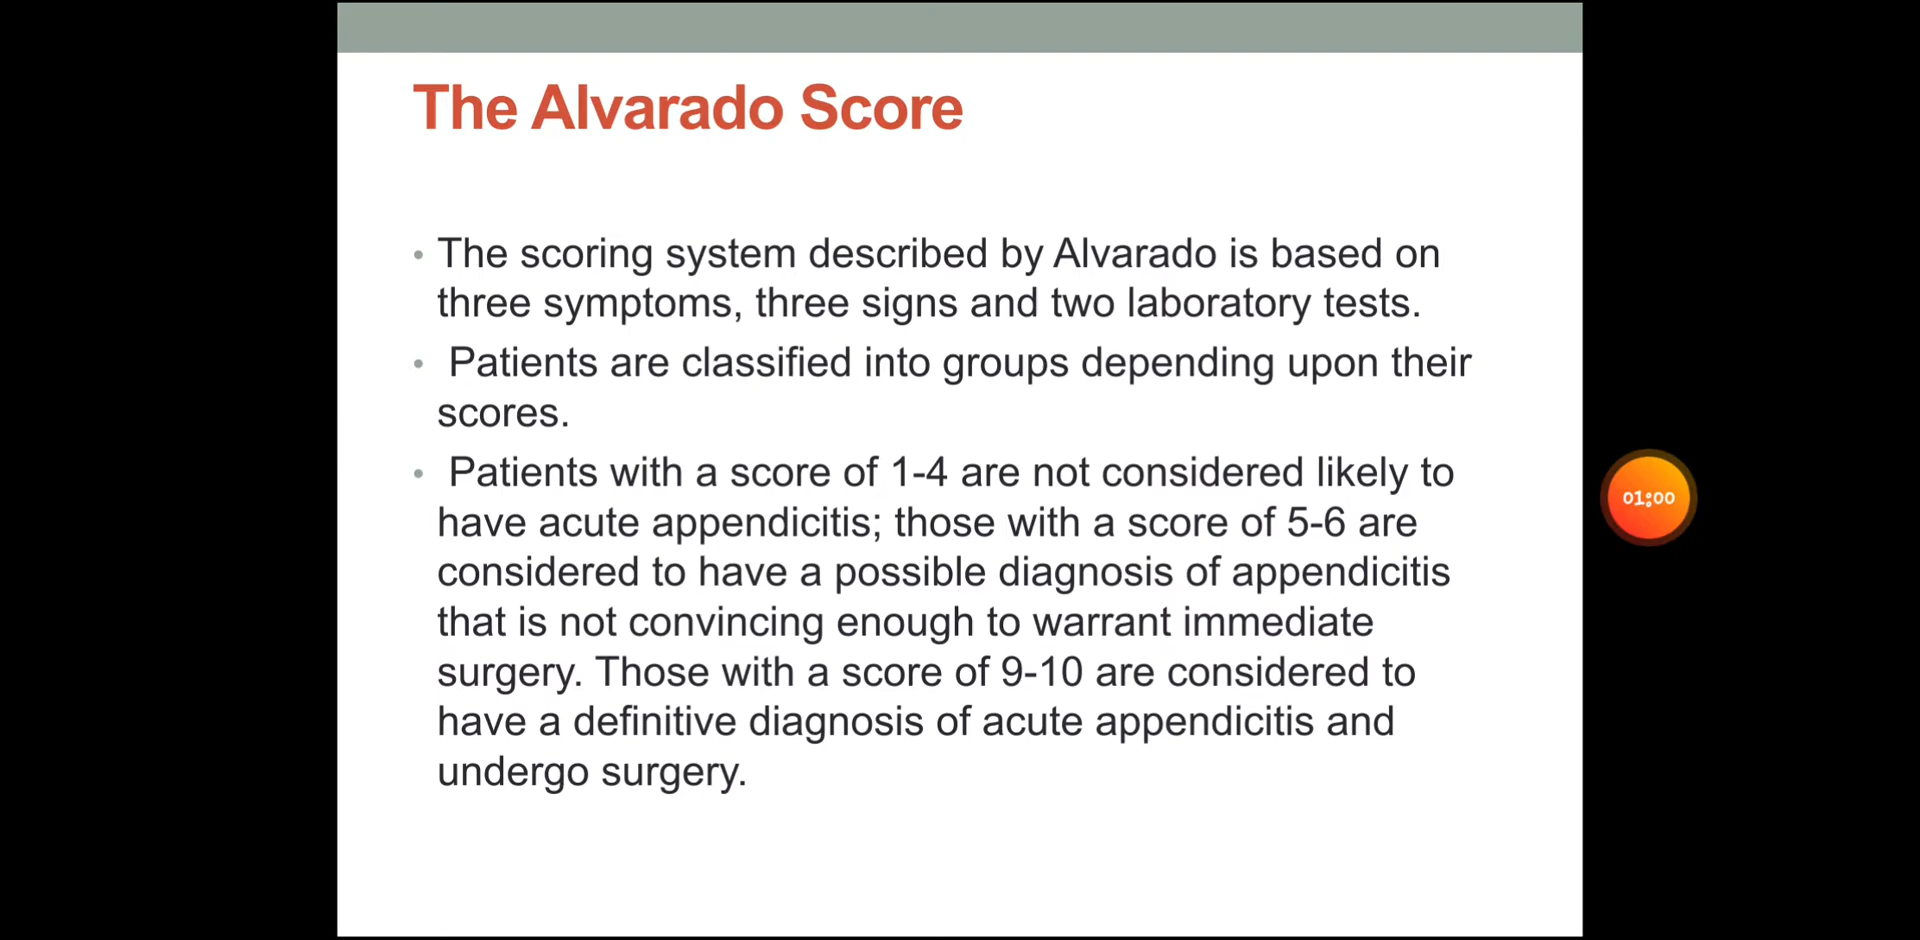 The Alvarado Score
• The scoring system described by Alvarado is based on
three symptoms, three signs and two laboratory tests.
• Patients are classified into groups depending upon their
scores.
• Patients with a score of 1-4 are not considered likely to
have acute appendicitis; those with a score of 5-6 are
considered to have a possible diagnosis of appendicitis
that is not convincing enough to warrant immediate
surgery. Those with a score of 9-10 are considered to
have a definitive diagnosis of acute appendicitis and
undergo surgery.
01:00